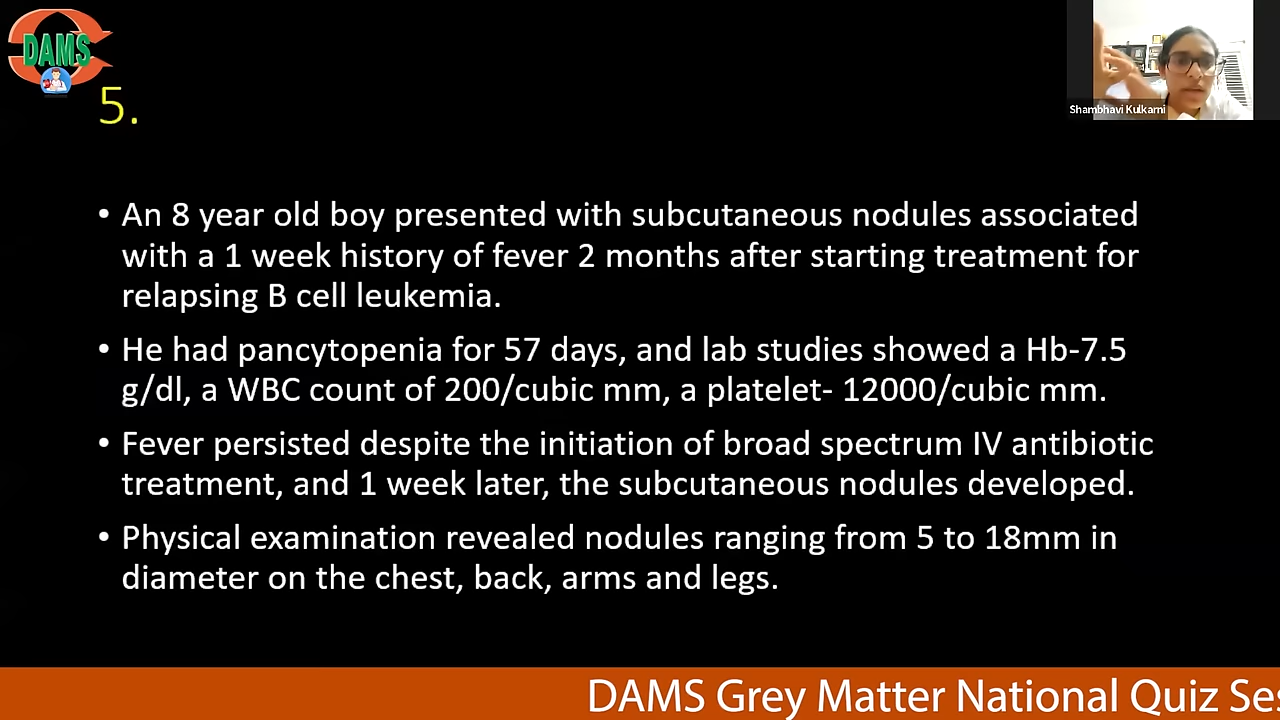 DAMS
Shambhavi Kulkarni
5.
• An 8 year old boy presented with subcutaneous nodules associated
with a 1 week history of fever 2 months after starting treatment for
relapsing B cell leukemia.
• He had pancytopenia for 57 days, and lab studies showed a Hb-7.5
g/dl, a WBC count of 200/cubic mm, a platelet- 12000/cubic mm.
• Fever persisted despite the initiation of broad spectrum IV antibiotic
treatment, and 1 week later, the subcutaneous nodules developed.
• Physical examination revealed nodules ranging from 5 to 18mm in
diameter on the chest, back, arms and legs.
DAMS Grey Matter National Quiz Ses